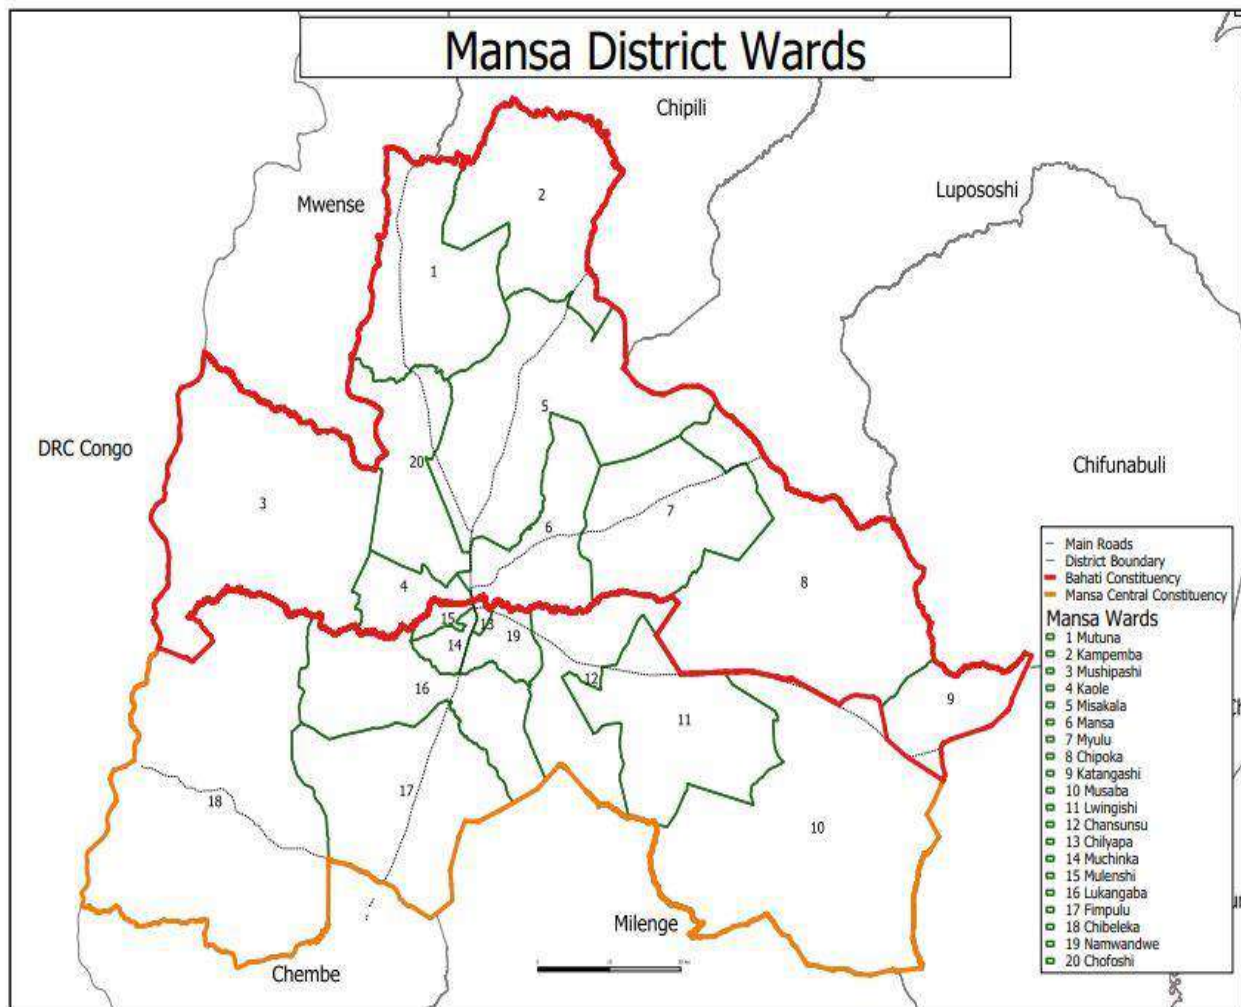 Mansa District Wards
Chipili
2
Lupososhi
Mwense
1
5
DRC Congo
20
Chifunabuli
3
7
6
4
8
15
13
19
14
12
16
9
11
17
18
10
Milenge
Chembe
Main Roads
District Boundary
Bahati Constituency
Mansa Central Constituency
Mansa Wards
1 Mutuna
2 Kampemba
3 Mushipashi
4 Kaole
5 Misakala
6 Mansa
7 Myulu
8 Chipoka
9 Katangashi
10 Musaba
11 Lwingishi
12 Chansunsu
13 Chilyapa
14 Muchinka
15 Mulenshi
16 Lukangaba
17 Fimpulu
18 Chibeleka
19 Namwandwe
20 Chofoshi